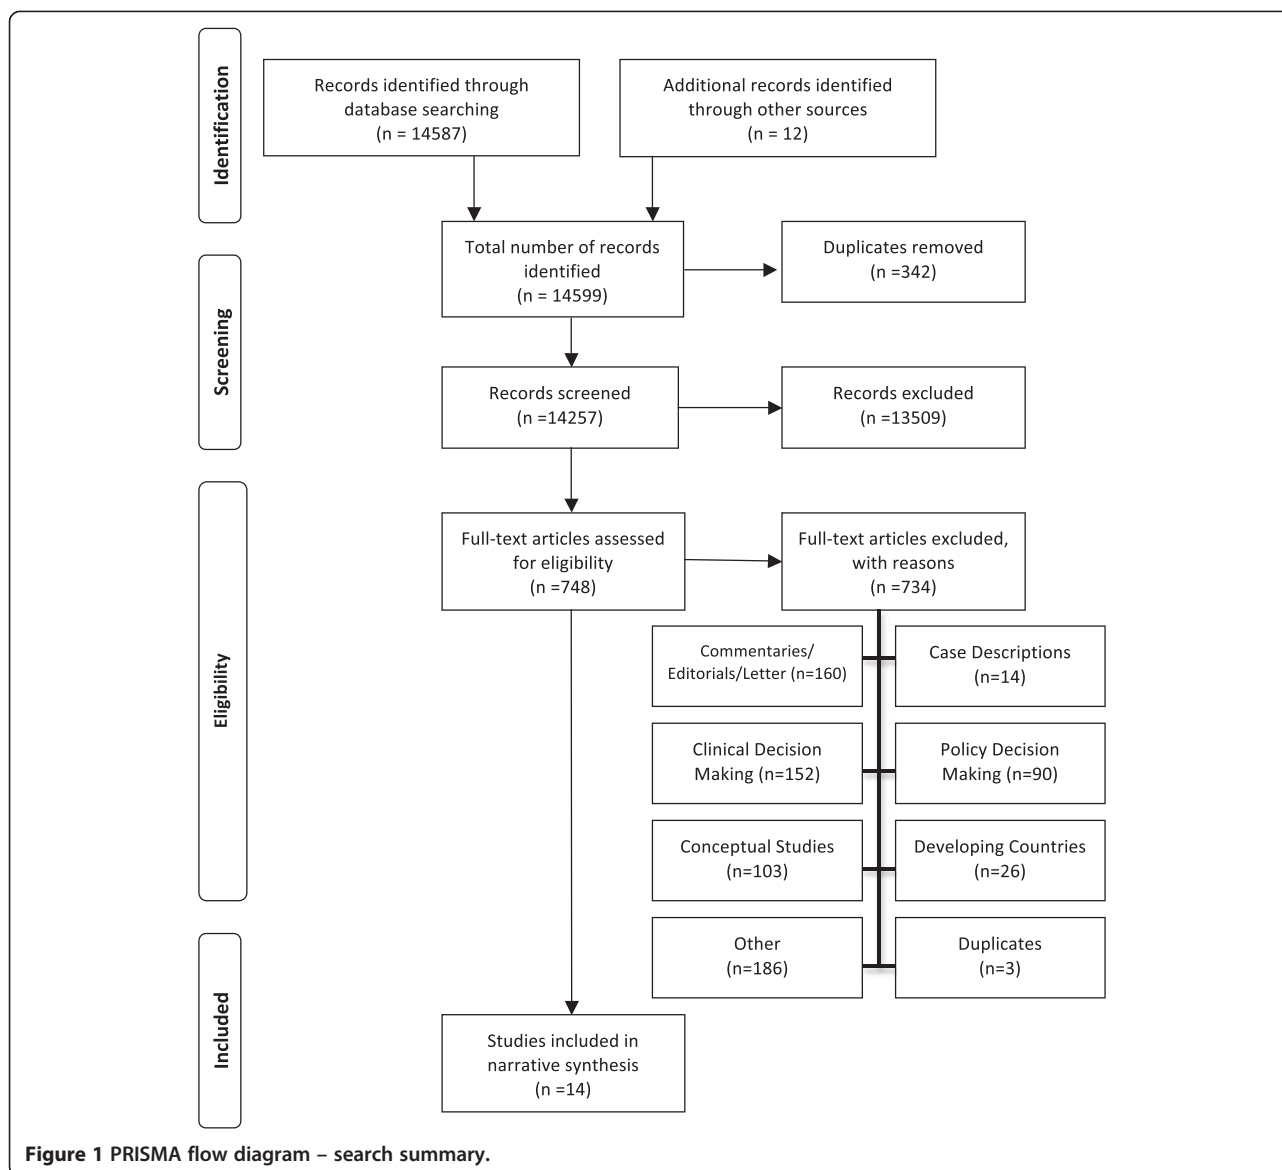 Identification
Records identified through
database searching
(n = 14587)
Additional records identified
through other sources
(n = 12)
Total number of records
identified
(n = 14599)
Duplicates removed
(n =342)
Screening
Records screened
(n =14257)
Records excluded
(n =13509)
Eligibility
Full-text articles assessed
for eligibility
(n =748)
Full-text articles excluded,
with reasons
(n =734)
Commentaries/
Editorials/Letter (n=160)
Case Descriptions
(n=14)
Clinical Decision
Making (n=152)
Policy Decision
Making (n=90)
Conceptual Studies
(n=103)
Developing Countries
(n=26)
Other
(n=186)
Duplicates
(n=3)
Included
Studies included in
narrative synthesis
(n =14)
Figure 1 PRISMA flow diagram – search summary.